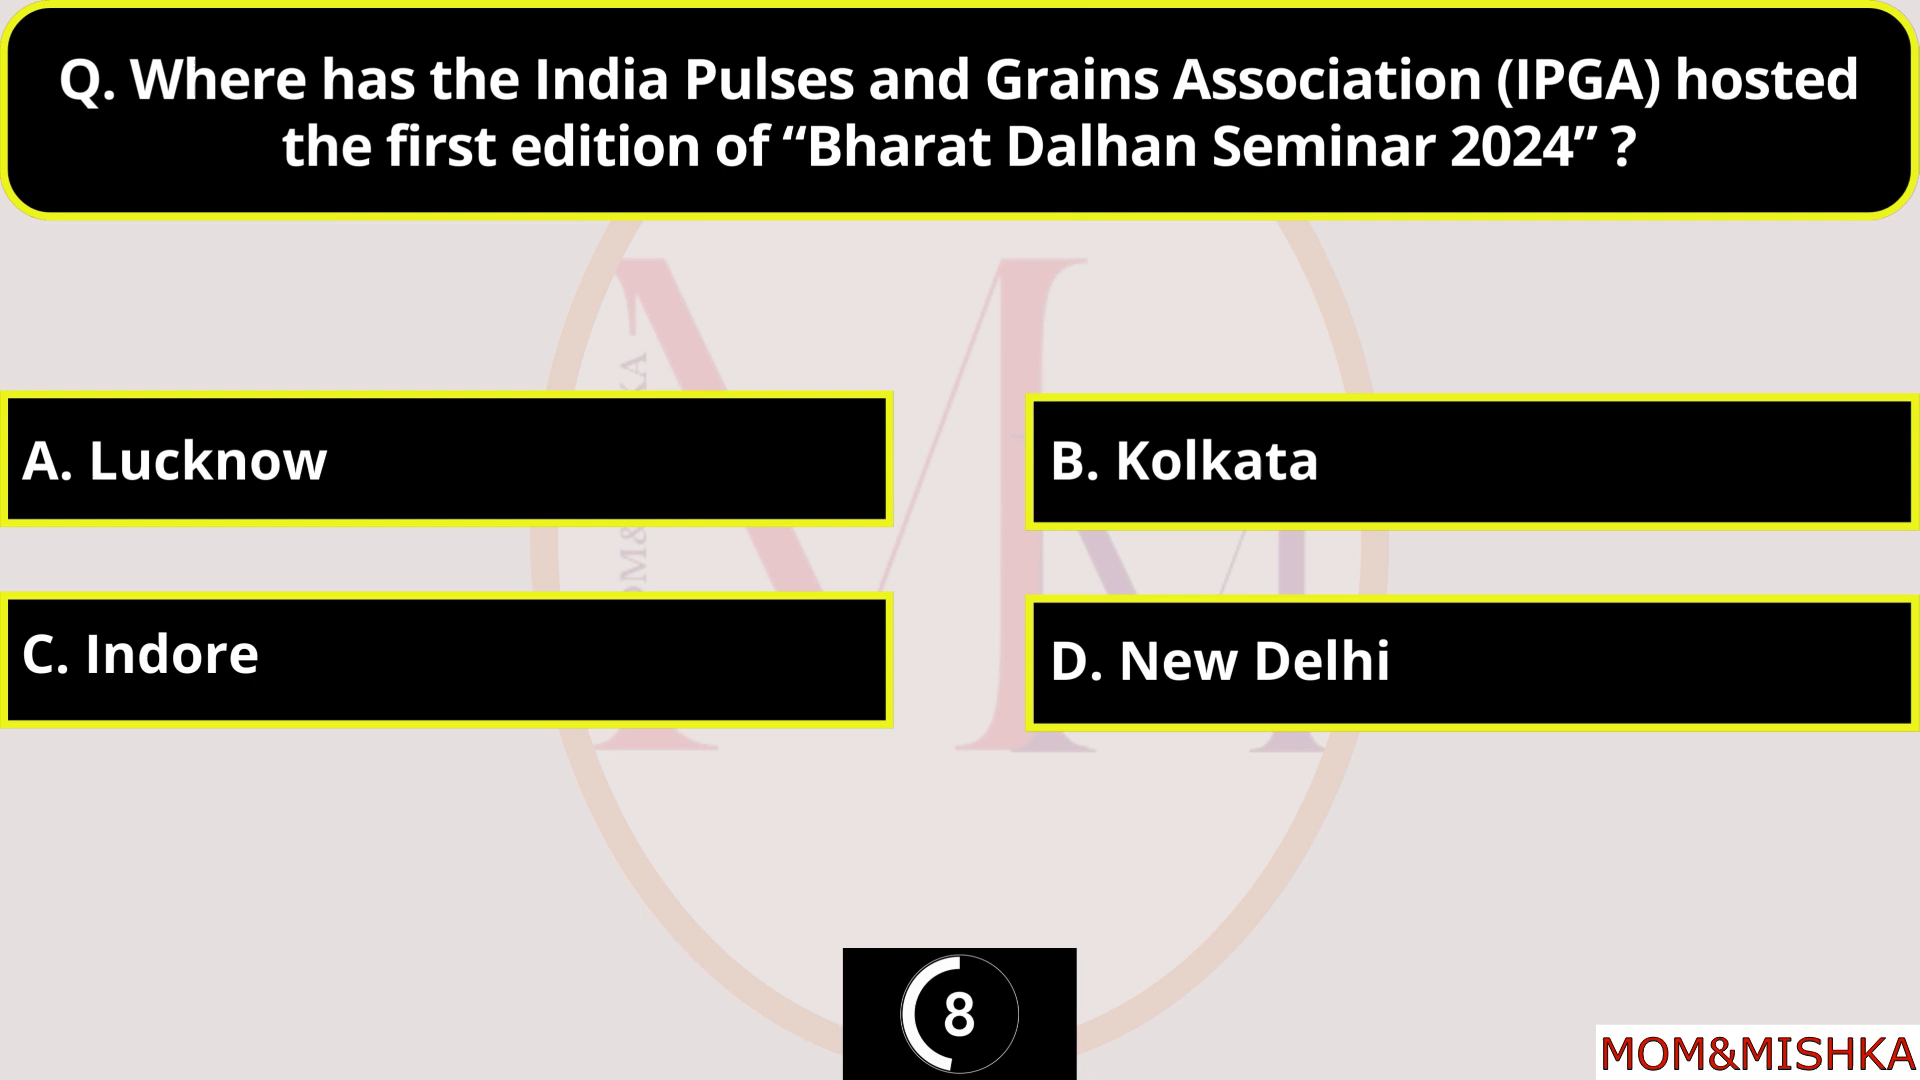 Q. Where has the India Pulses and Grains Association (IPGA) hosted
the first edition of “Bharat Dalhan Seminar 2024” ?
A. Lucknow
B. Kolkata
C. Indore
D. New Delhi
8
MOM&MISHKA